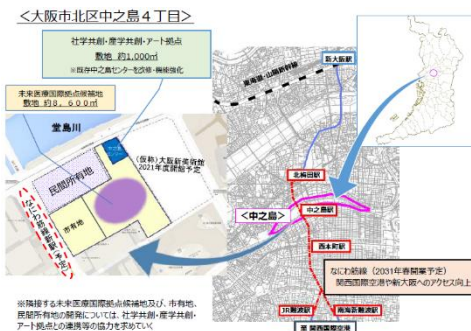 ＜大阪市北区中之島４丁目＞
社学共創・産学共創・アート拠点
敷地 約1,000㎡
※既存中之島センターを改修・機能強化
未来医療国際拠点候補地
敷地 約８，６００㎡
堂島川
（仮称）大阪新美術館
2021年度開館予定
民間所有地
市有地
なにわ筋線新駅（予定）
※隣接する未来医療国際拠点候補地及び、市有地、
民間所有地の開発については、社学共創・産学共創・
アート拠点との連携等の協力を求めていく
東海道・山陽新幹線
新大阪駅
北梅田駅
＜中之島＞
中之島駅
西本町駅
なにわ筋線（2031年春開業予定）
関西国際空港や新大阪へのアクセス向上
JR難波駅
南海新難波駅
至 関西国際空港